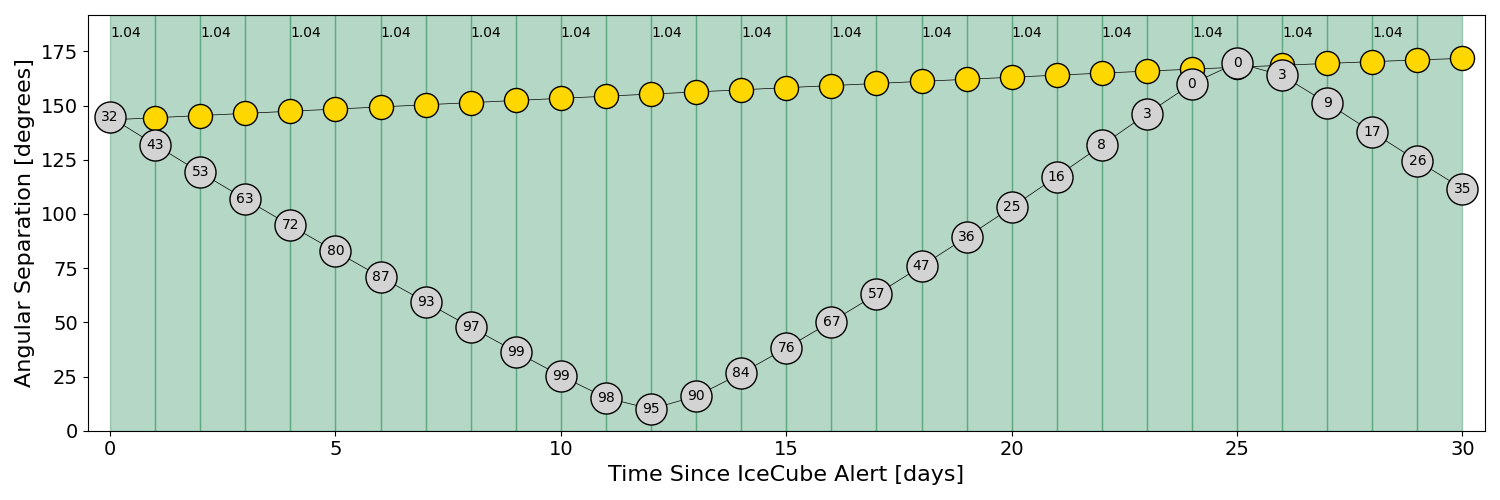 1.04 1.04 1.04 1.04 1.04 1.04 1.04 1.04 1.04 1.04 1.04 1.04 1.04 1.04 1.04
Angular Separation [degrees]
175
150
125
100
75
50
25
0
32 43 53 63 72 80 87 93 97 99 99 98 95 90 84 76 67 57 47 36 25 16 8 3 0 0 3 9 17 26 35
0 5 10 15 20 25 30
Time Since IceCube Alert [days]